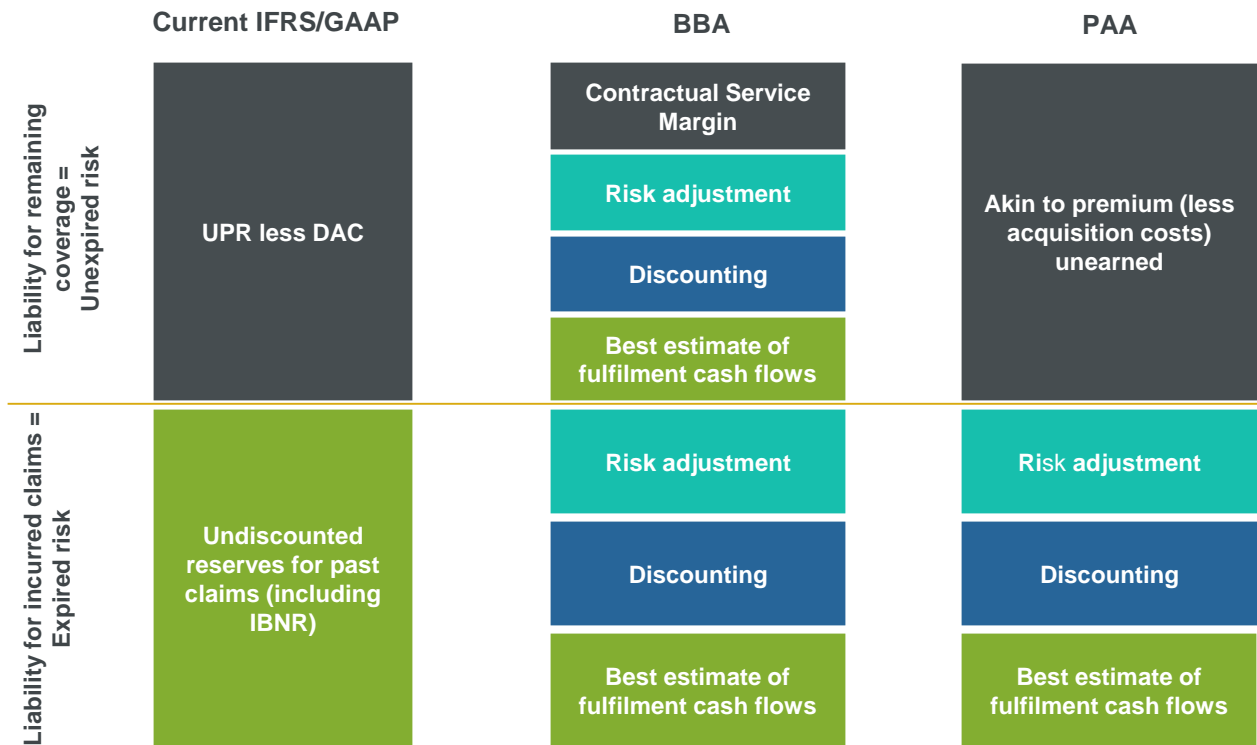 Current IFRS/GAAP
BBA
PAA
Liability for remaining
coverage =
Unexpired risk
UPR less DAC
Contractual Service
Margin
Risk adjustment
Discounting
Best estimate of
fulfilment cash flows
Akin to premium (less
acquisition costs)
unearned
Liability for incurred claims =
Expired risk
Undiscounted
reserves for past
claims (including
IBNR)
Risk adjustment
Discounting
Best estimate of
fulfilment cash flows
Risk adjustment
Discounting
Best estimate of
fulfilment cash flows